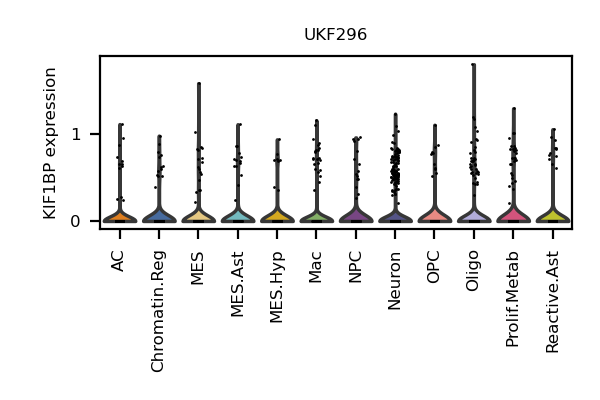 UKF296
KIF1BP expression
1
0
AC
Chromatin.Reg
MES
MES.Ast
MES.Hyp
Mac
NPC
Neuron
OPC
Oligo
Prolif.Metab
Reactive.Ast